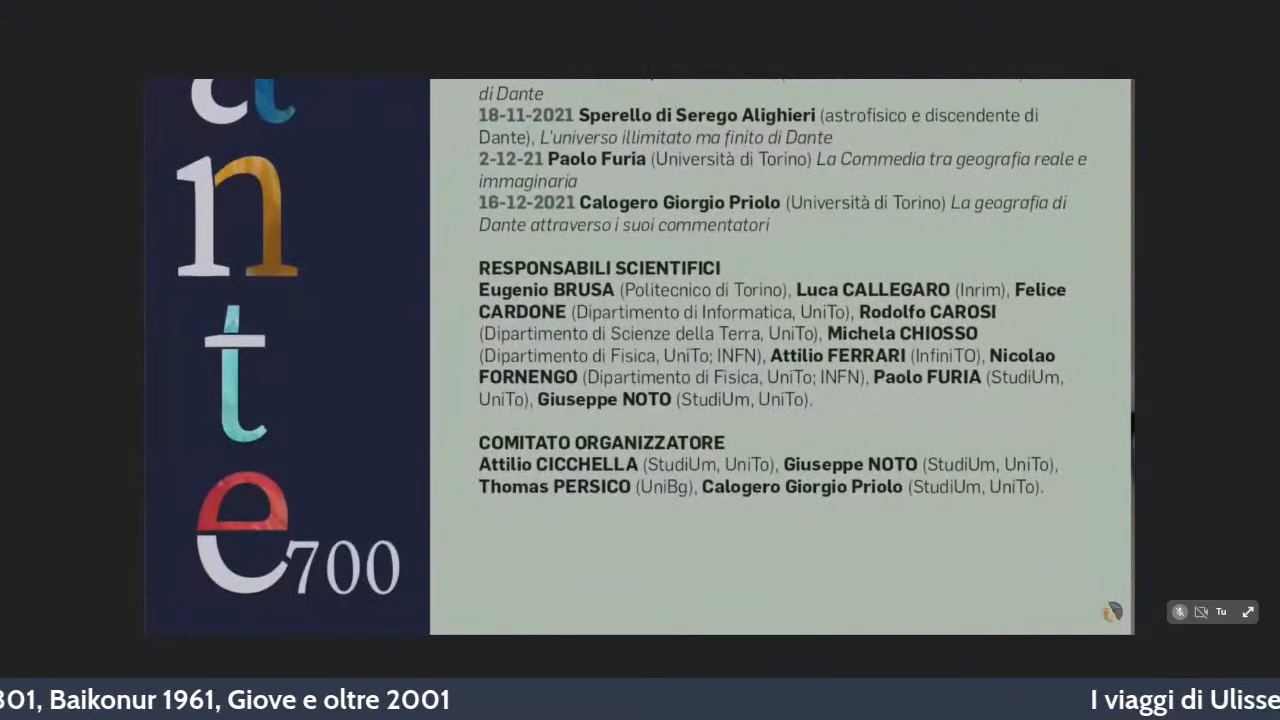 ante700
di Dante
18-11-2021 Sperello di Serego Alighieri (astrofisico e discendente di
Dante), L'universo illimitato ma finito di Dante
2-12-21 Paolo Furia (Università di Torino) La Commedia tra geografia reale e
immaginaria
16-12-2021 Calogero Giorgio Priolo (Università di Torino) La geografia di
Dante attraverso i suoi commentatori
RESPONSABILI SCIENTIFICI
Eugenio BRUSA (Politecnico di Torino), Luca CALLEGARO (Inrim), Felice
CARDONE (Dipartimento di Informatica, UniTo), Rodolfo CAROSI
(Dipartimento di Scienze della Terra, UniTo), Michela CHIOSSO
(Dipartimento di Fisica, UniTo; INFN), Attilio FERRARI (InfiniTO), Nicolao
FORNENGO (Dipartimento di Fisica, UniTo; INFN), Paolo FURIA (StudiUm,
UniTo), Giuseppe NOTO (StudiUm, UniTo).
COMITATO ORGANIZZATORE
Attilio CICCHELLA (StudiUm, UniTo), Giuseppe NOTO (StudiUm, UniTo),
Thomas PERSICO (UniBg), Calogero Giorgio Priolo (StudiUm, UniTo).
Tu
301, Baikonur 1961, Giove e oltre 2001
I viaggi di Ulisse